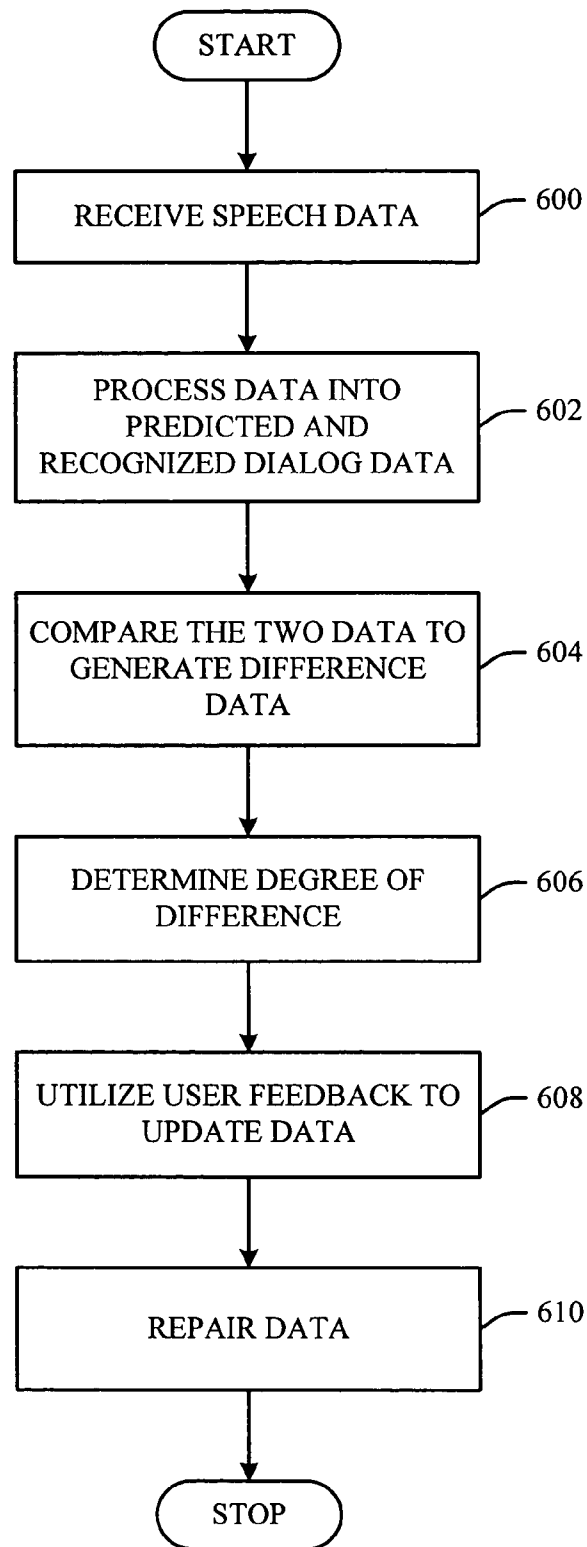 START
RECEIVE SPEECH DATA
600
PROCESS DATA INTO
PREDICTED AND
RECOGNIZED DIALOG DATA
602
COMPARE THE TWO DATA TO
GENERATE DIFFERENCE
DATA
604
DETERMINE DEGREE OF
DIFFERENCE
606
UTILIZE USER FEEDBACK TO
UPDATE DATA
608
REPAIR DATA
610
STOP